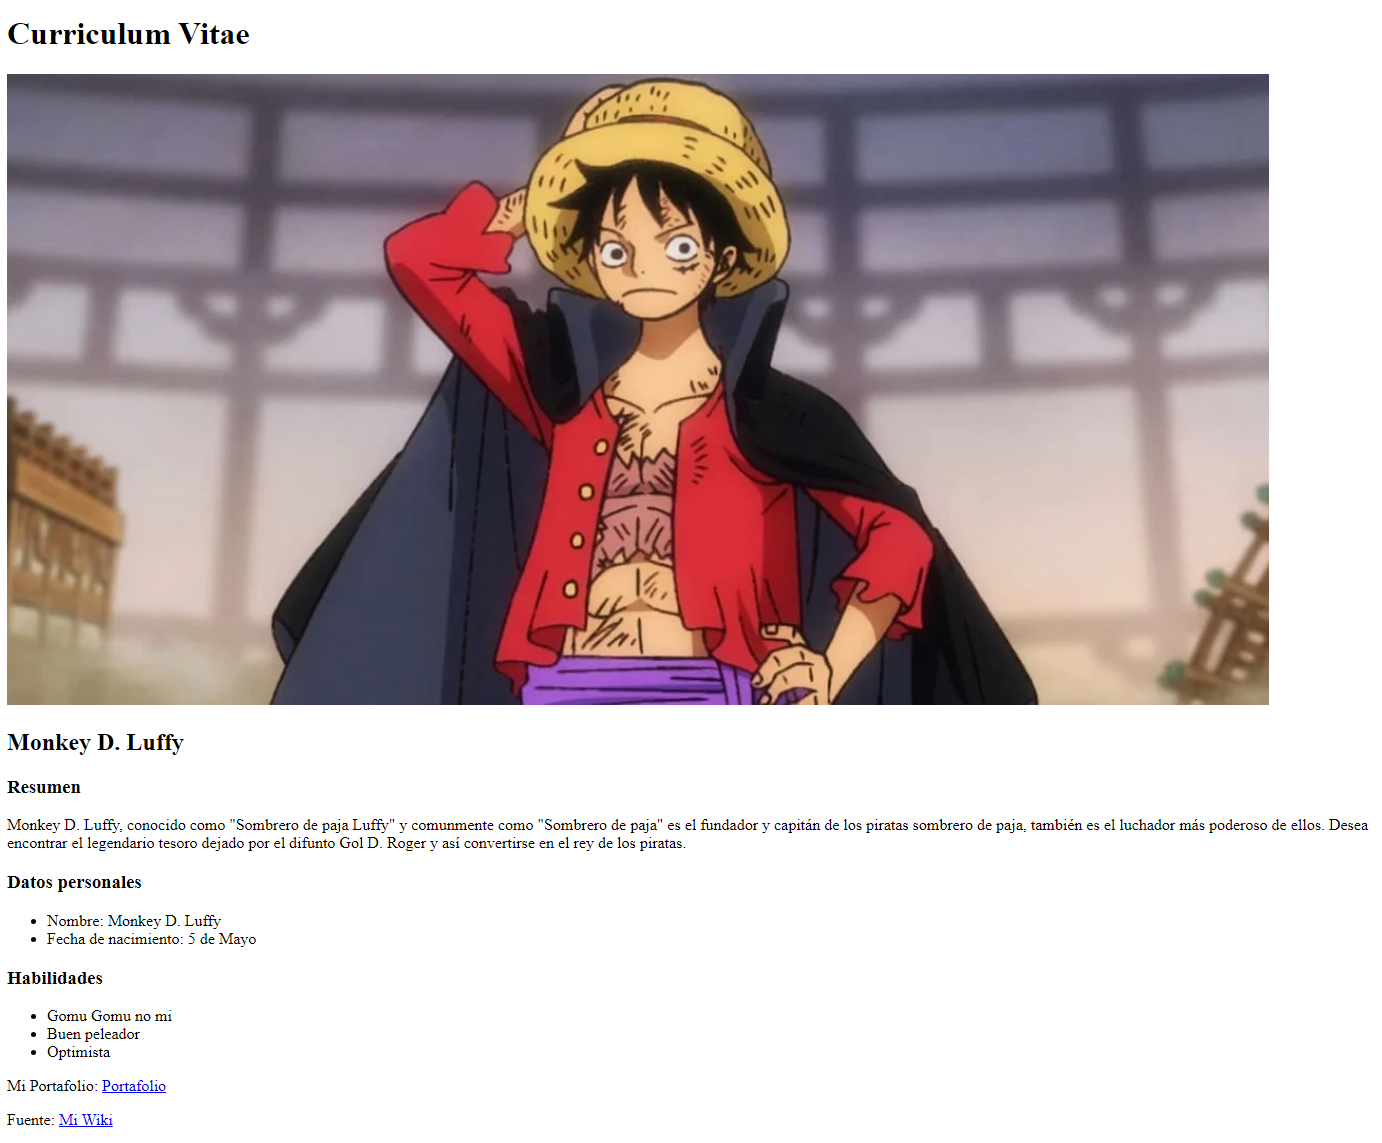 Curriculum Vitae
Monkey D. Luffy
Resumen
Monkey D. Luffy, conocido como "Sombrero de paja Luffy" y comunmente como "Sombrero de paja" es el fundador y capitán de los piratas sombrero de paja, también es el luchador más poderoso de ellos. Desea
encontrar el legendario tesoro dejado por el difunto Gol D. Roger y así convertirse en el rey de los piratas.
Datos personales
• Nombre: Monkey D. Luffy
• Fecha de nacimiento: 5 de Mayo
Habilidades
• Gomu Gomu no mi
• Buen peleador
• Optimista
Mi Portafolio: Portafolio
Fuente: Mi Wiki